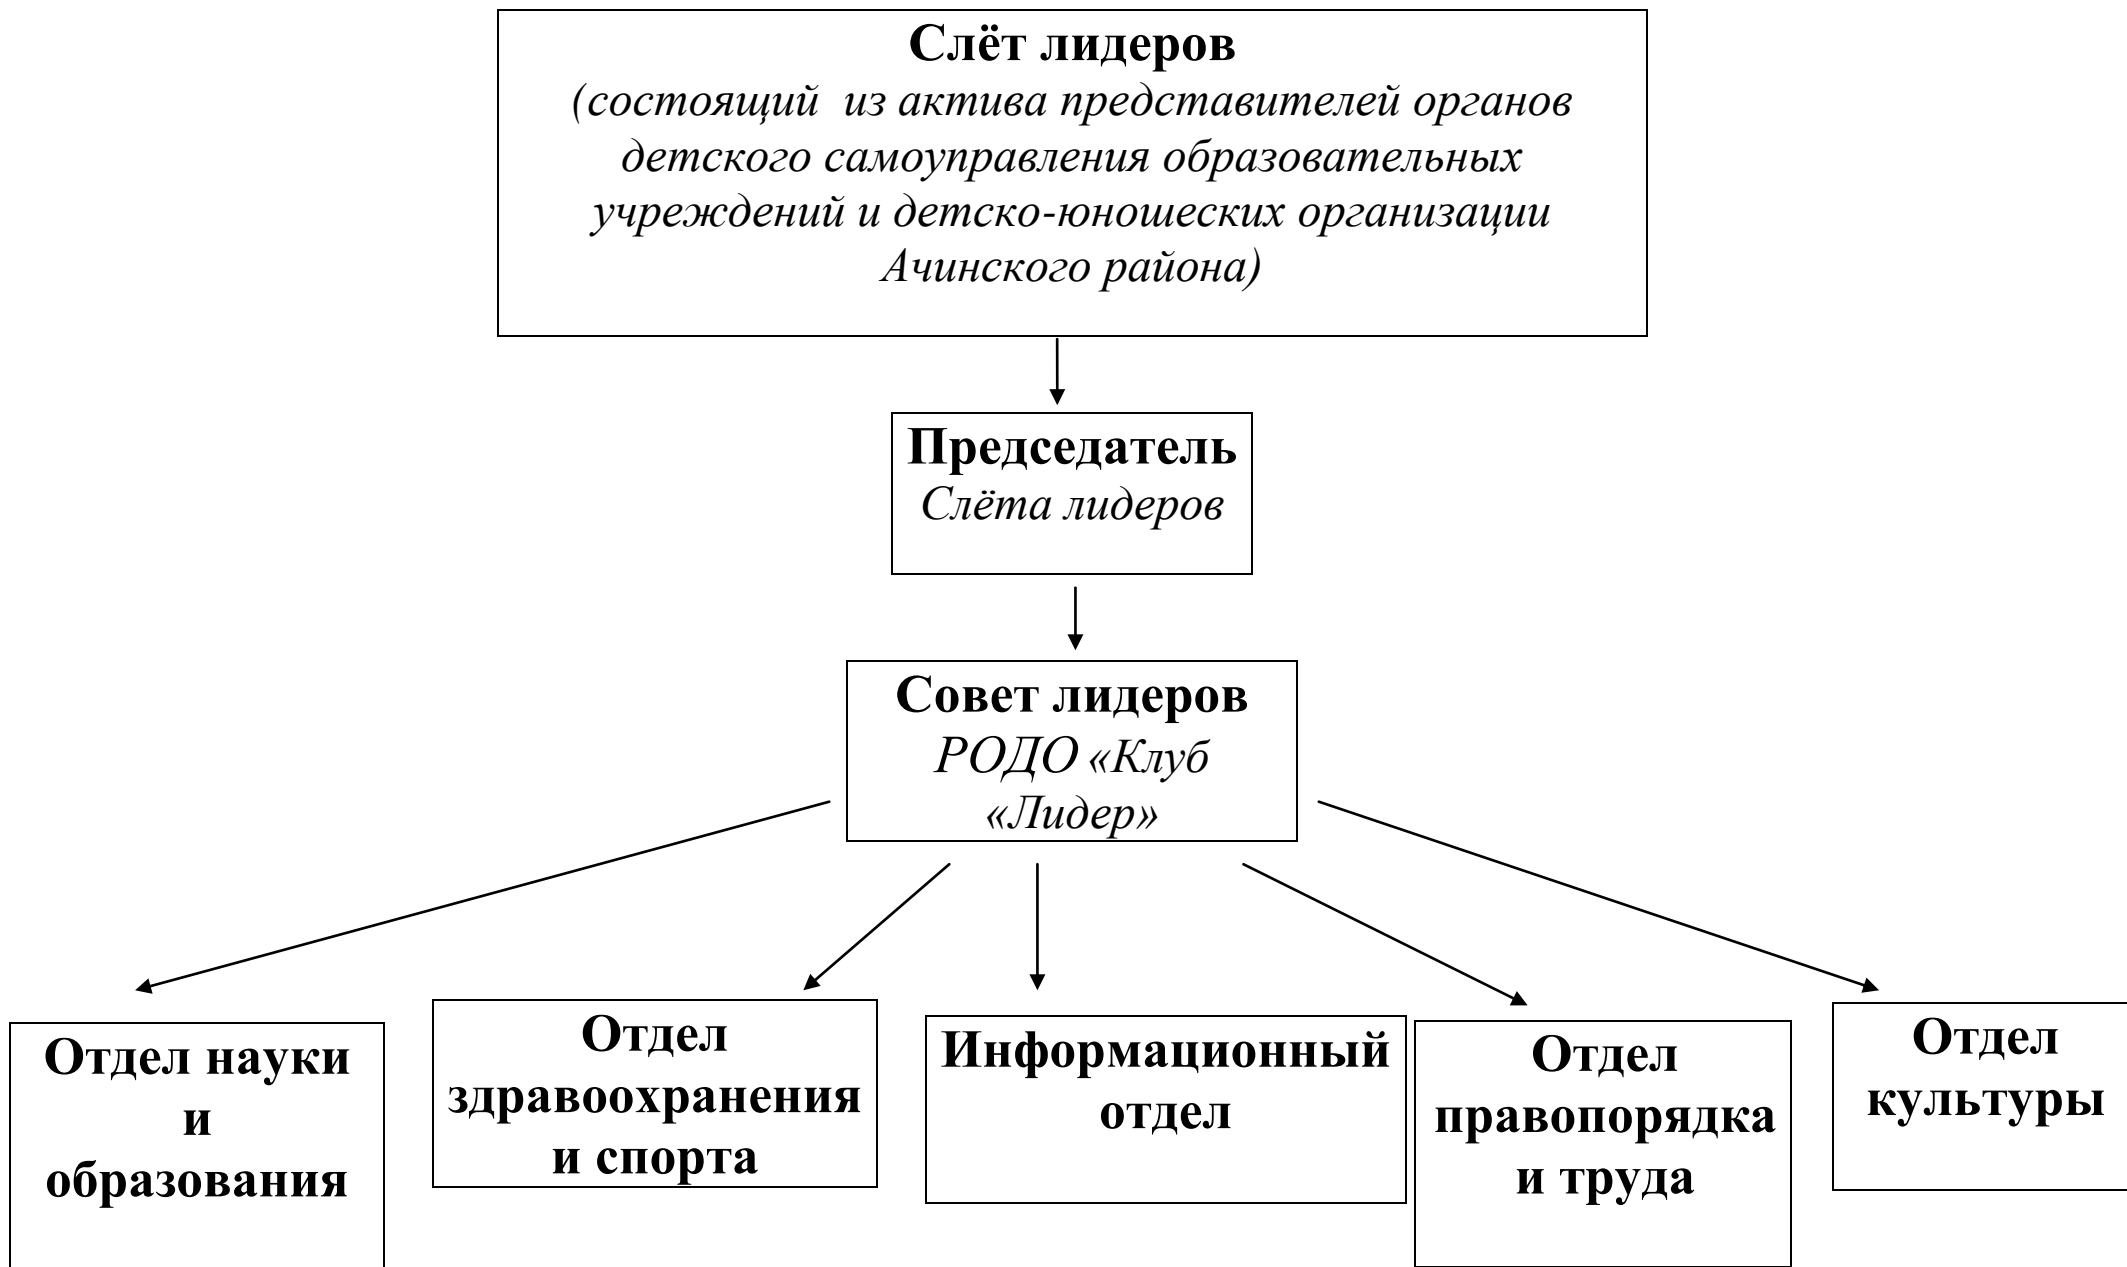 Слёт лидеров
(состоящий из актива представителей органов
детского самоуправления образовательных
учреждений и детско-юношеских организации
Ачинского района)
Председатель
Слёта лидеров
Совет лидеров
РОДО «Клуб
«Лидер»
Отдел науки
и
образования
Отдел
здравоохранения
и спорта
Информационный
отдел
Отдел
правопорядка
и труда
Отдел
культуры